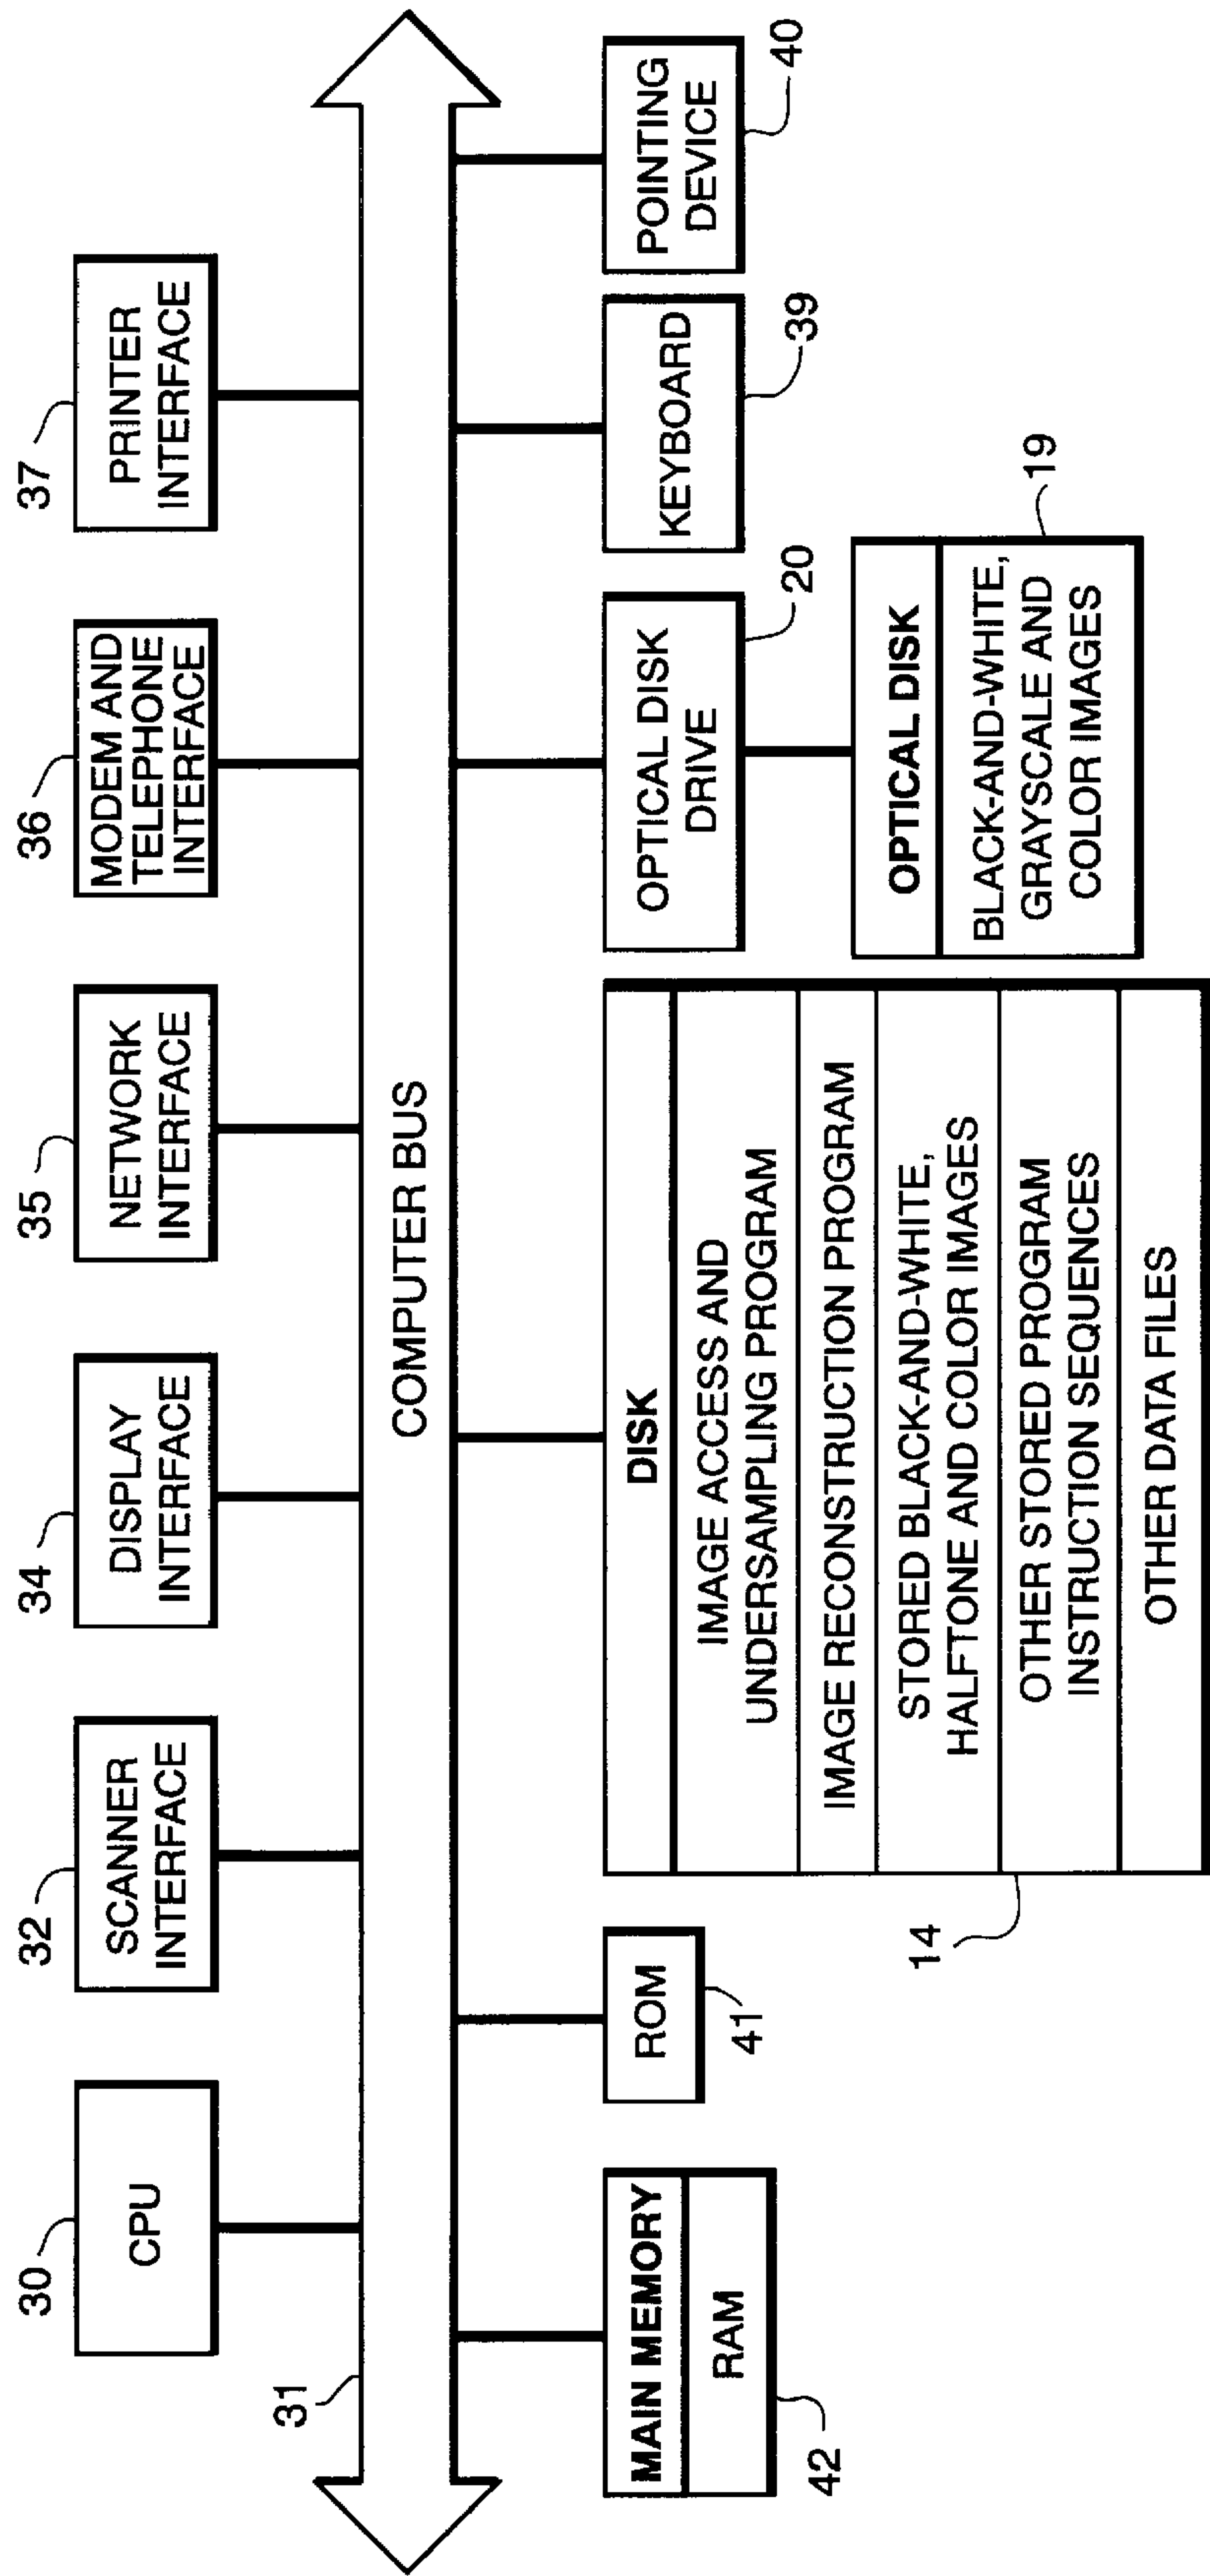 30
CPU
32
SCANNER
INTERFACE
34
DISPLAY
INTERFACE
35
NETWORK
INTERFACE
36
MODEM AND
TELEPHONE
INTERFACE
37
PRINTER
INTERFACE
31
COMPUTER BUS
MAIN MEMORY
RAM
42
ROM
41
DISK
IMAGE ACCESS AND
UNDERSAMPLING PROGRAM
IMAGE RECONSTRUCTION PROGRAM
STORED BLACK-AND-WHITE,
HALFTONE AND COLOR IMAGES
OTHER STORED PROGRAM
INSTRUCTION SEQUENCES
OTHER DATA FILES
14
OPTICAL DISK
DRIVE
20
OPTICAL DISK
BLACK-AND-WHITE,
GRAYSCALE AND
COLOR IMAGES
19
KEYBOARD
39
POINTING
DEVICE
40